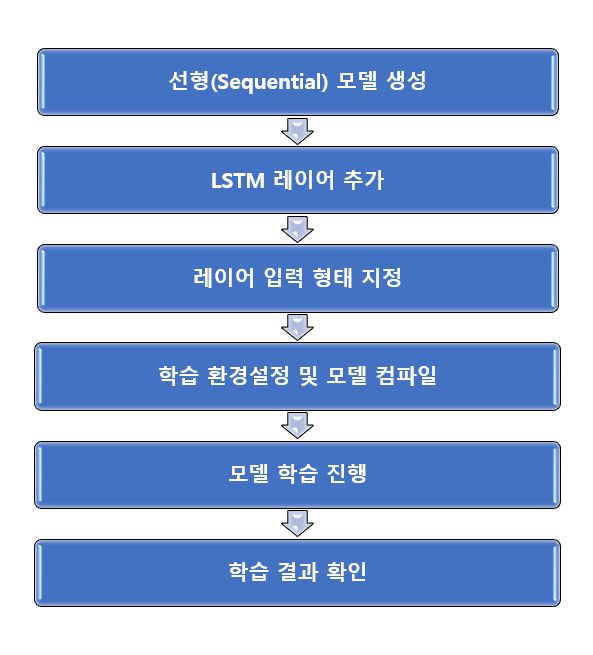 선형(Sequential) 모델 생성
LSTM 레이어 추가
레이어 입력 형태 지정
학습 환경설정 및 모델 컴파일
모델 학습 진행
학습 결과 확인